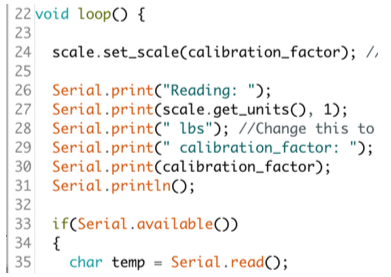 22 void loop() {
23
24 scale.set_scale(calibration_factor); //
25
26 Serial.print("Reading: ");
27 Serial.print(scale.get_units(), 1);
28 Serial.print(" lbs"); //Change this to
29 Serial.print(" calibration_factor: ");
30 Serial.print(calibration_factor);
31 Serial.println();
32
33 if(Serial.available())
34 {
35 char temp = Serial.read();